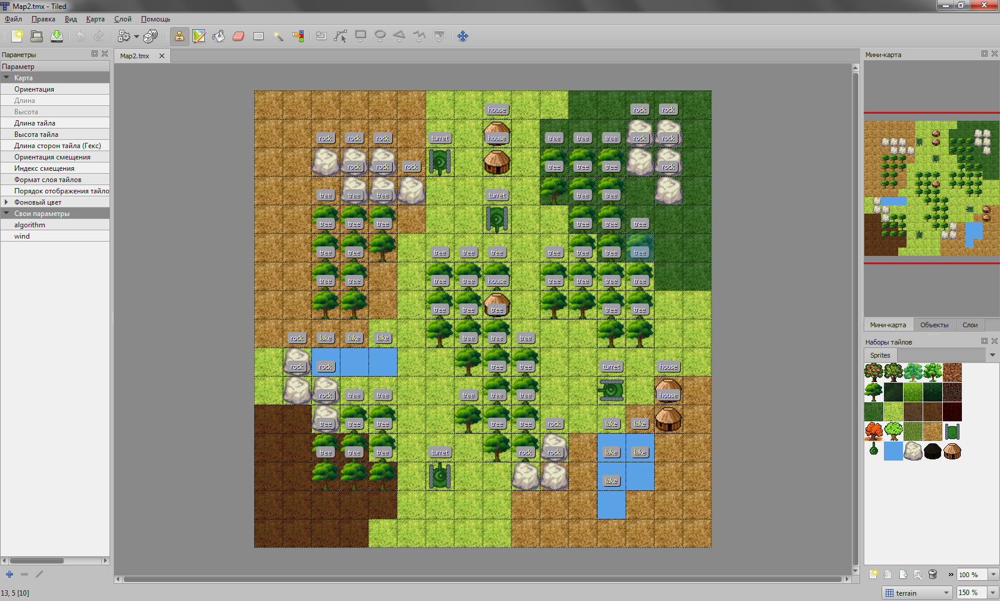 Map2.tmx - Tiled
Файл Правка Вид Карта Слой Помощь
Параметры
Параметр
Карта
Ориентация
Длина
Высота
Длина тайла
Высота тайла
Длина сторон тайла (Гекс)
Ориентация смещения
Индекс смещения
Формат слоя тайлов
Порядок отображения тайло
Фоновый цвет
Свои параметры
algorithm
wind
13, 5 [10]
Map2.tmx
house rock rock
rock rock rock turret house tree tree tree rock rock
rock rock rock tree tree tree rock
tree tree tree turret tree tree
tree tree tree tree tree tree
tree tree tree tree tree tree tree tree tree
tree tree tree tree house tree tree tree tree
tree tree tree tree tree
rock lake lake lake tree tree tree
rock rock tree tree turret house
rock tree tree tree tree tree house
tree tree tree tree tree rock lake lake
tree tree tree turret rock rock lake lake
lake
Мини-карта
Мини-карта Объекты Слои
Наборы тайлов
Sprites
» 100 %
terrain 150 %